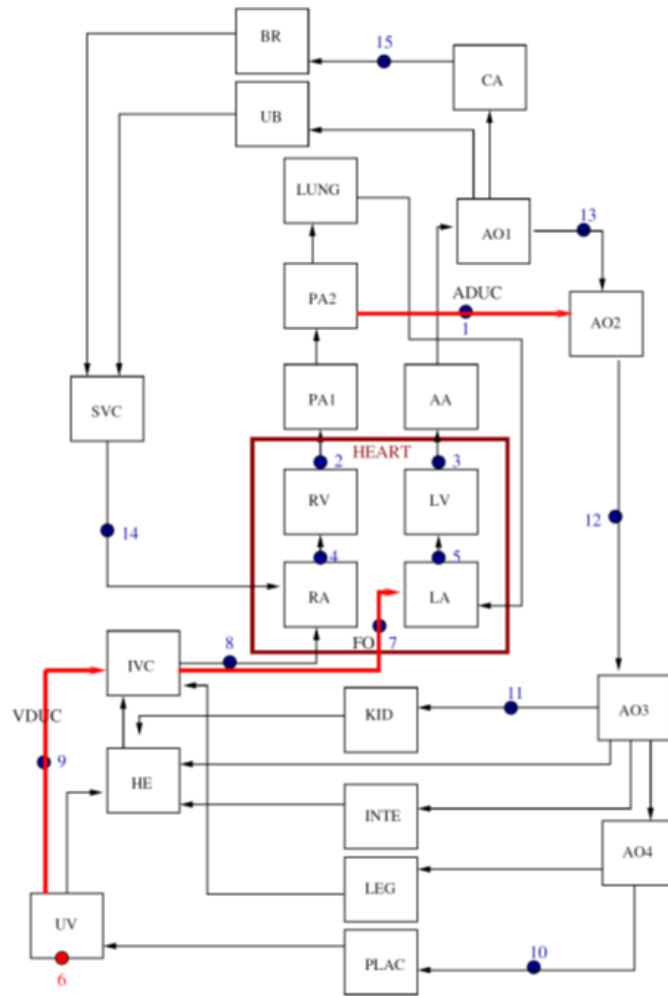 BR
15
CA
UB
LUNG
AO1
13
PA2
ADUC
1
AO2
SVC
PA1
AA
HEART
2
3
RV
LV
12
14
4
5
RA
LA
8
FO
7
IVC
11
VDUC
KID
AO3
9
HE
INTE
AO4
LEG
UV
10
PLAC
6